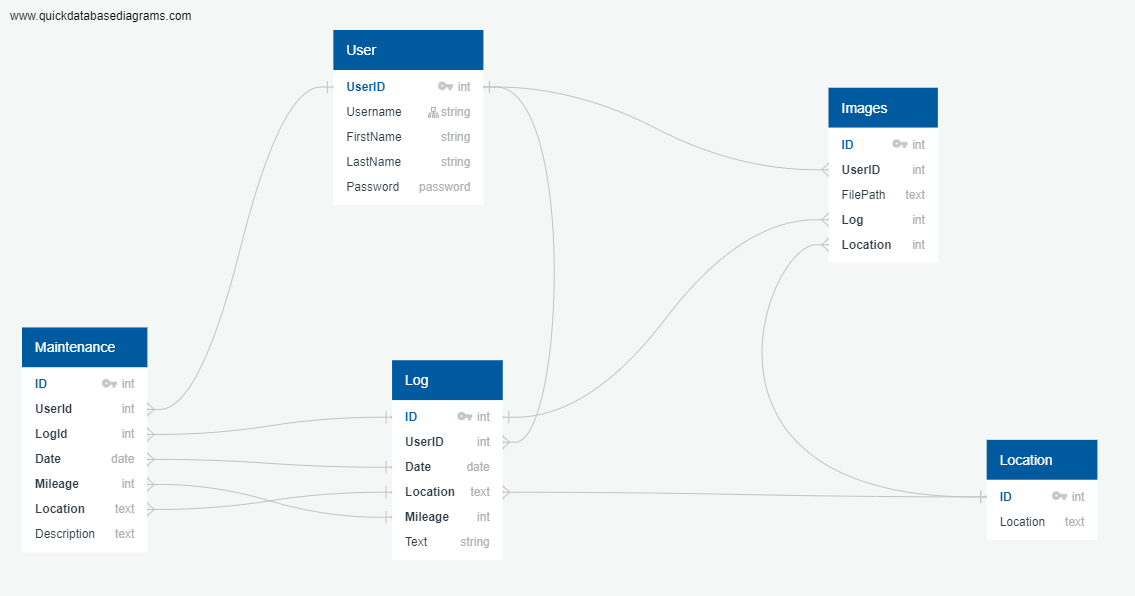 www.quickdatabasediagrams.com
User
UserID int
Username string
FirstName string
LastName string
Password password
Images
ID int
UserID int
FilePath text
Log int
Location int
Maintenance
ID int
UserId int
LogId int
Date date
Mileage int
Location text
Description text
Log
ID int
UserID int
Date date
Location text
Mileage int
Text string
Location
ID int
Location text